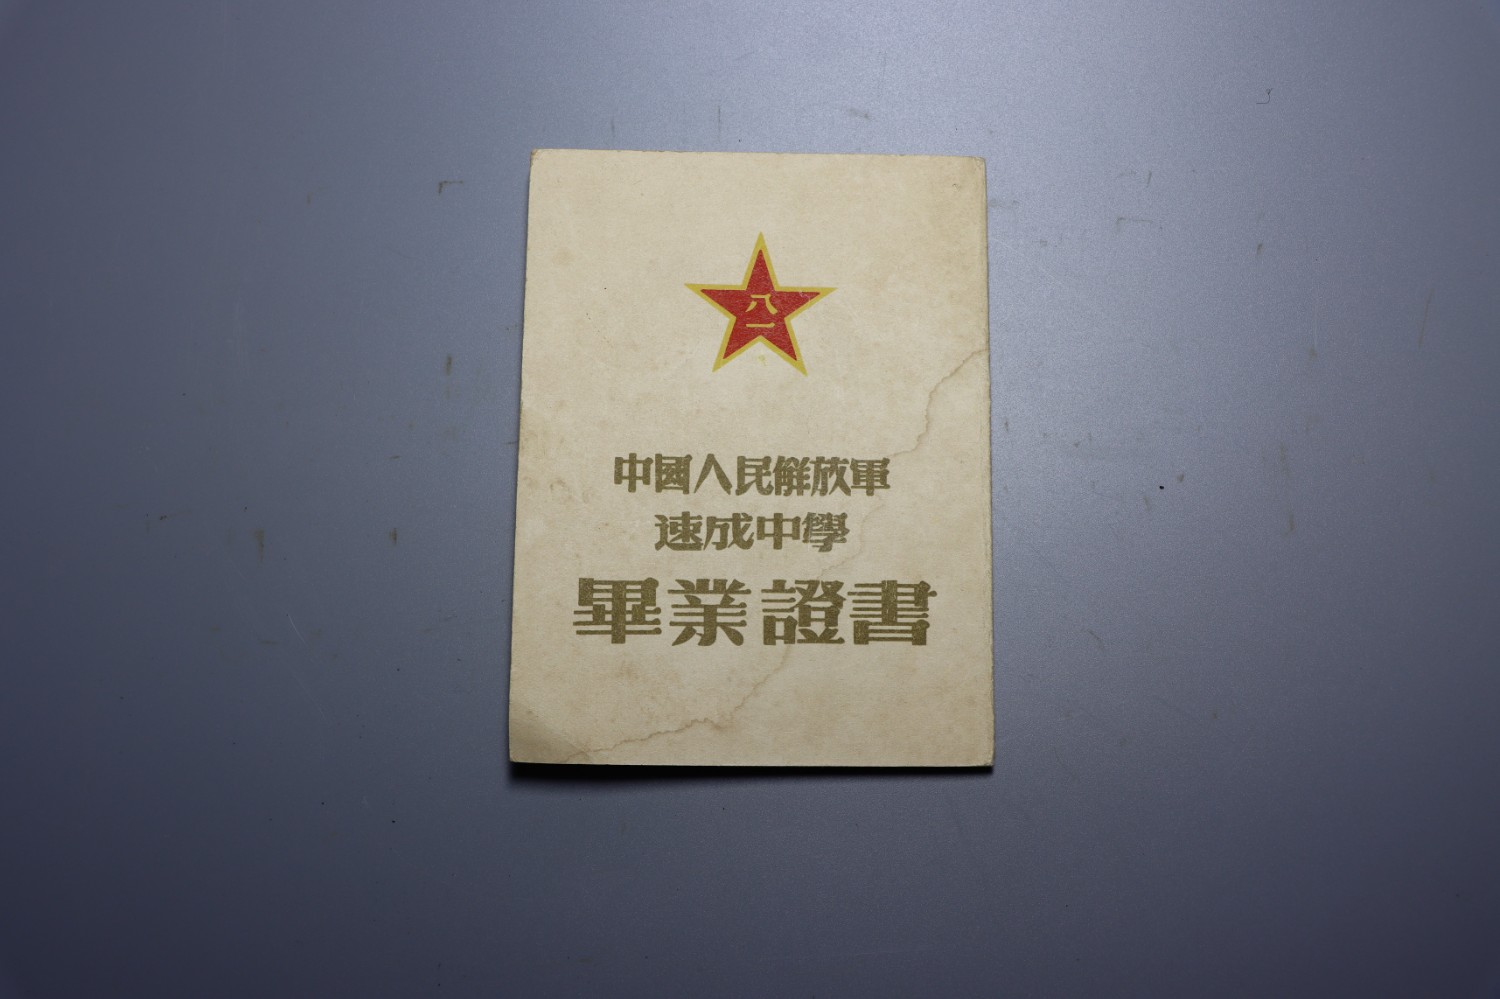 八一
中國人民解放軍
速成中學
畢業證書